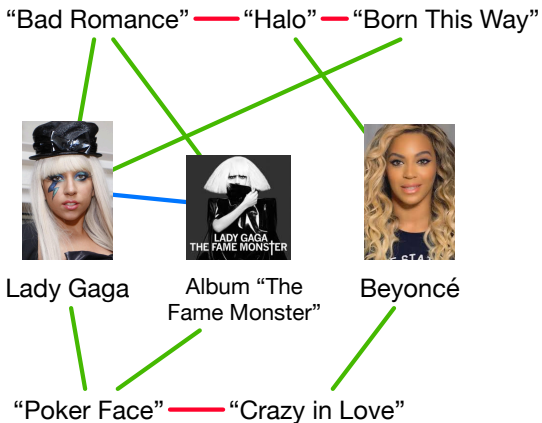 “Bad Romance” “Halo” “Born This Way”
LADY GAGA
THE FAME MONSTER
STA
Lady Gaga
Album “The
Fame Monster”
Beyoncé
“Poker Face” “Crazy in Love”